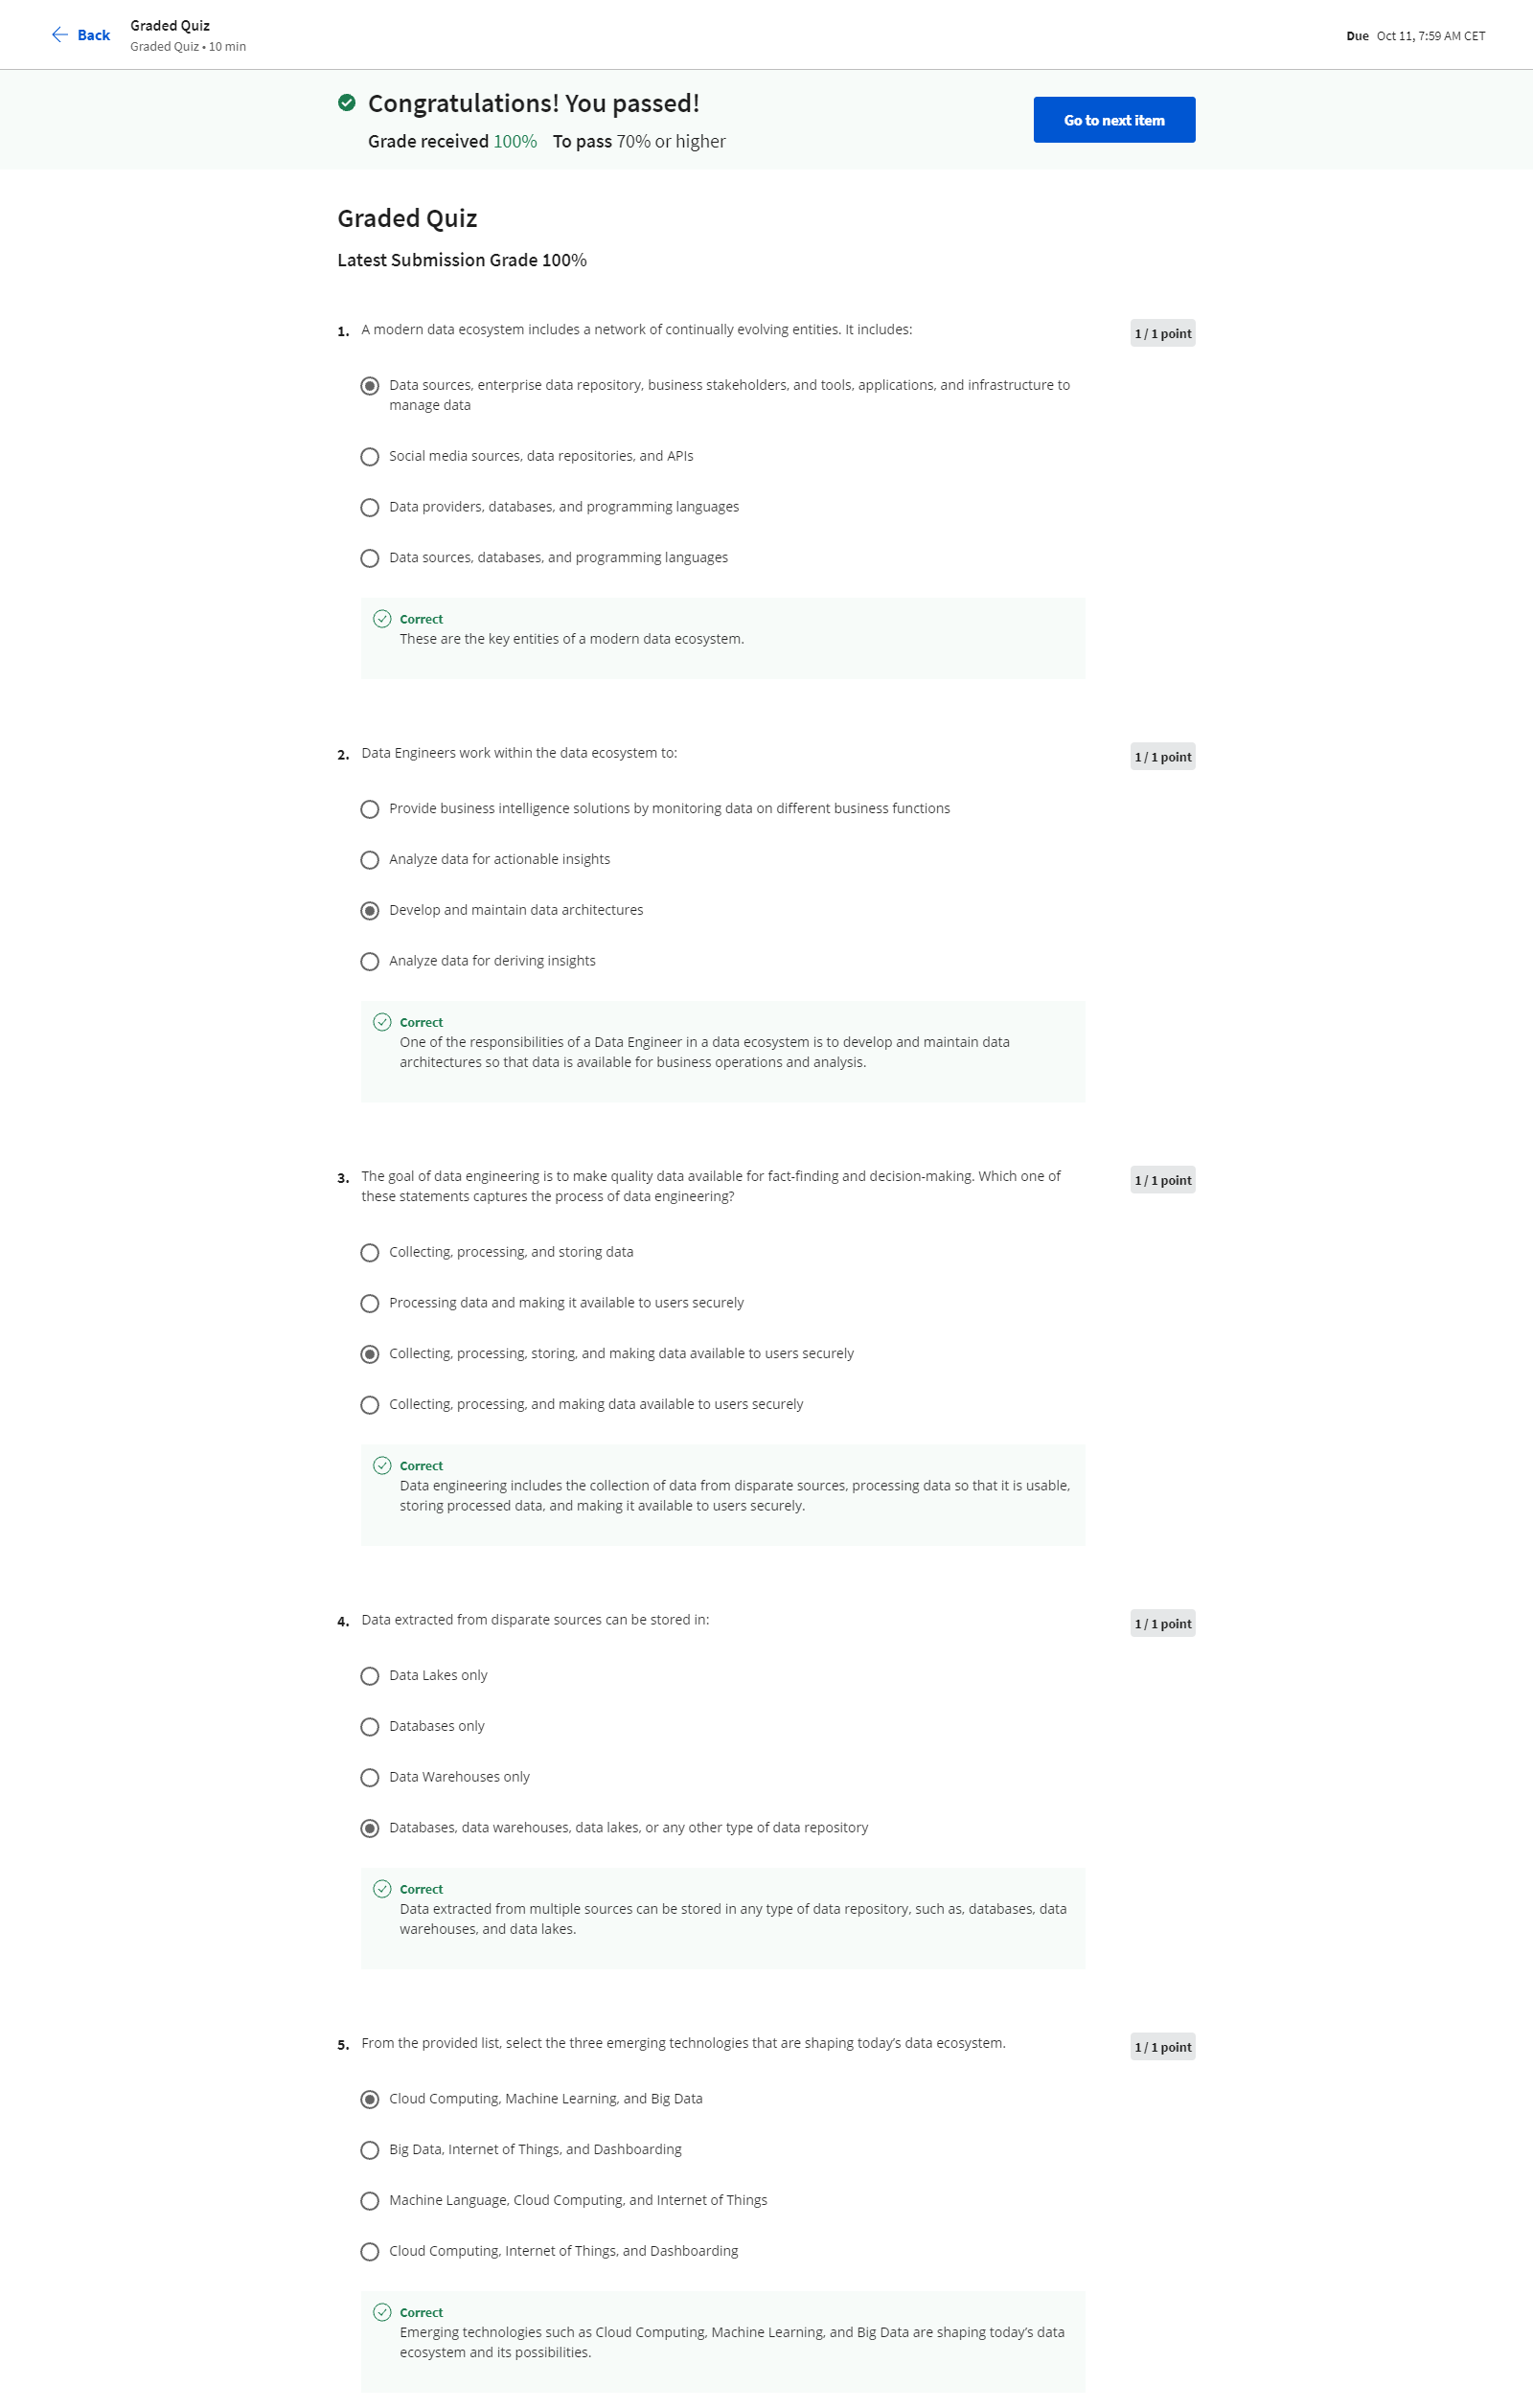 Back
Graded Quiz
Graded Quiz • 10 min
Due Oct 11, 7:59 AM CET
Congratulations! You passed!
Grade received 100% To pass 70% or higher
Go to next item
Graded Quiz
Latest Submission Grade 100%
1. A modern data ecosystem includes a network of continually evolving entities. It includes:
1 / 1 point
Data sources, enterprise data repository, business stakeholders, and tools, applications, and infrastructure to
manage data
Social media sources, data repositories, and APIs
Data providers, databases, and programming languages
Data sources, databases, and programming languages
Correct
These are the key entities of a modern data ecosystem.
2. Data Engineers work within the data ecosystem to:
1 / 1 point
Provide business intelligence solutions by monitoring data on different business functions
Analyze data for actionable insights
Develop and maintain data architectures
Analyze data for deriving insights
Correct
One of the responsibilities of a Data Engineer in a data ecosystem is to develop and maintain data
architectures so that data is available for business operations and analysis.
3. The goal of data engineering is to make quality data available for fact-finding and decision-making. Which one of
these statements captures the process of data engineering?
1 / 1 point
Collecting, processing, and storing data
Processing data and making it available to users securely
Collecting, processing, storing, and making data available to users securely
Collecting, processing, and making data available to users securely
Correct
Data engineering includes the collection of data from disparate sources, processing data so that it is usable,
storing processed data, and making it available to users securely.
4. Data extracted from disparate sources can be stored in:
1 / 1 point
Data Lakes only
Databases only
Data Warehouses only
Databases, data warehouses, data lakes, or any other type of data repository
Correct
Data extracted from multiple sources can be stored in any type of data repository, such as, databases, data
warehouses, and data lakes.
5. From the provided list, select the three emerging technologies that are shaping today’s data ecosystem.
1 / 1 point
Cloud Computing, Machine Learning, and Big Data
Big Data, Internet of Things, and Dashboarding
Machine Language, Cloud Computing, and Internet of Things
Cloud Computing, Internet of Things, and Dashboarding
Correct
Emerging technologies such as Cloud Computing, Machine Learning, and Big Data are shaping today’s data
ecosystem and its possibilities.